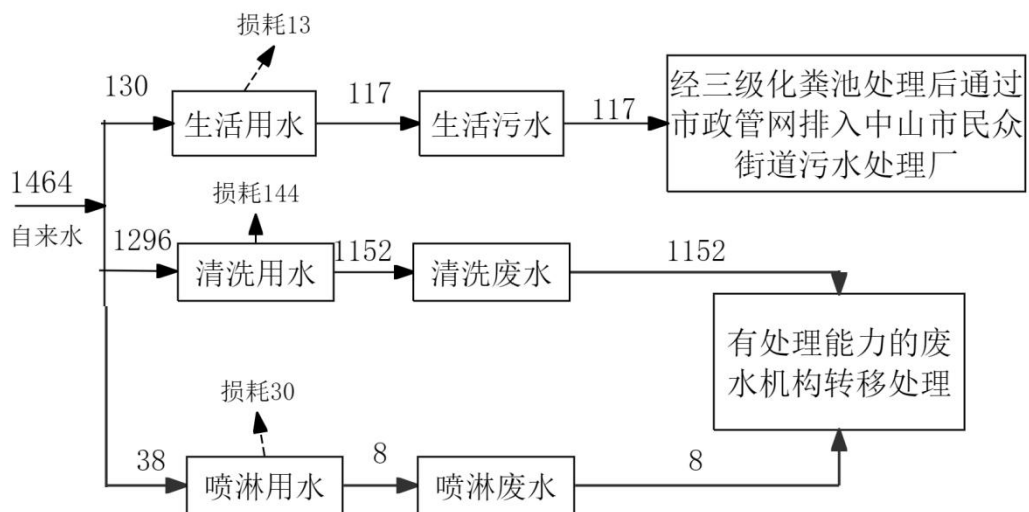 损耗13
130
生活用水
117
生活污水
117
经三级化粪池处理后通过
市政管网排入中山市民众
街道污水处理厂
1464
自来水
损耗144
1296
清洗用水
1152
清洗废水
1152
有处理能力的废
水机构转移处理
损耗30
38
喷淋用水
8
喷淋废水
8